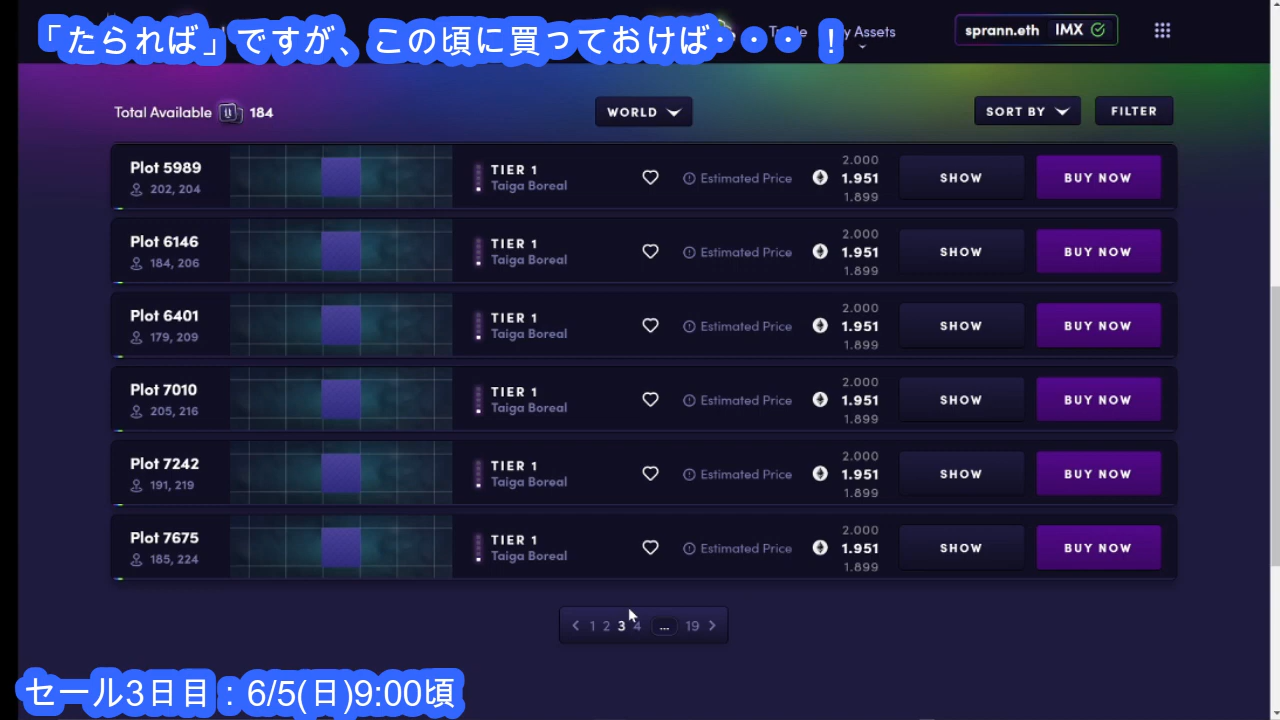 「たられば」ですが、この頃に買っておけば・・・！
Assets
sprann.eth IMX
Total Available 184
WORLD
SORT BY
FILTER
Plot 5989
202, 204
TIER 1
Taiga Boreal
Estimated Price
2.000
1.951
1.899
SHOW
BUY NOW
Plot 6146
184, 206
TIER 1
Taiga Boreal
Estimated Price
2.000
1.951
1.899
SHOW
BUY NOW
Plot 6401
179, 209
TIER 1
Taiga Boreal
Estimated Price
2.000
1.951
1.899
SHOW
BUY NOW
Plot 7010
205, 216
TIER 1
Taiga Boreal
Estimated Price
2.000
1.951
1.899
SHOW
BUY NOW
Plot 7242
191, 219
TIER 1
Taiga Boreal
Estimated Price
2.000
1.951
1.899
SHOW
BUY NOW
Plot 7675
185, 224
TIER 1
Taiga Boreal
Estimated Price
2.000
1.951
1.899
SHOW
BUY NOW
1 2 3 4 ... 19
セール3日目：6/5(日)9:00頃